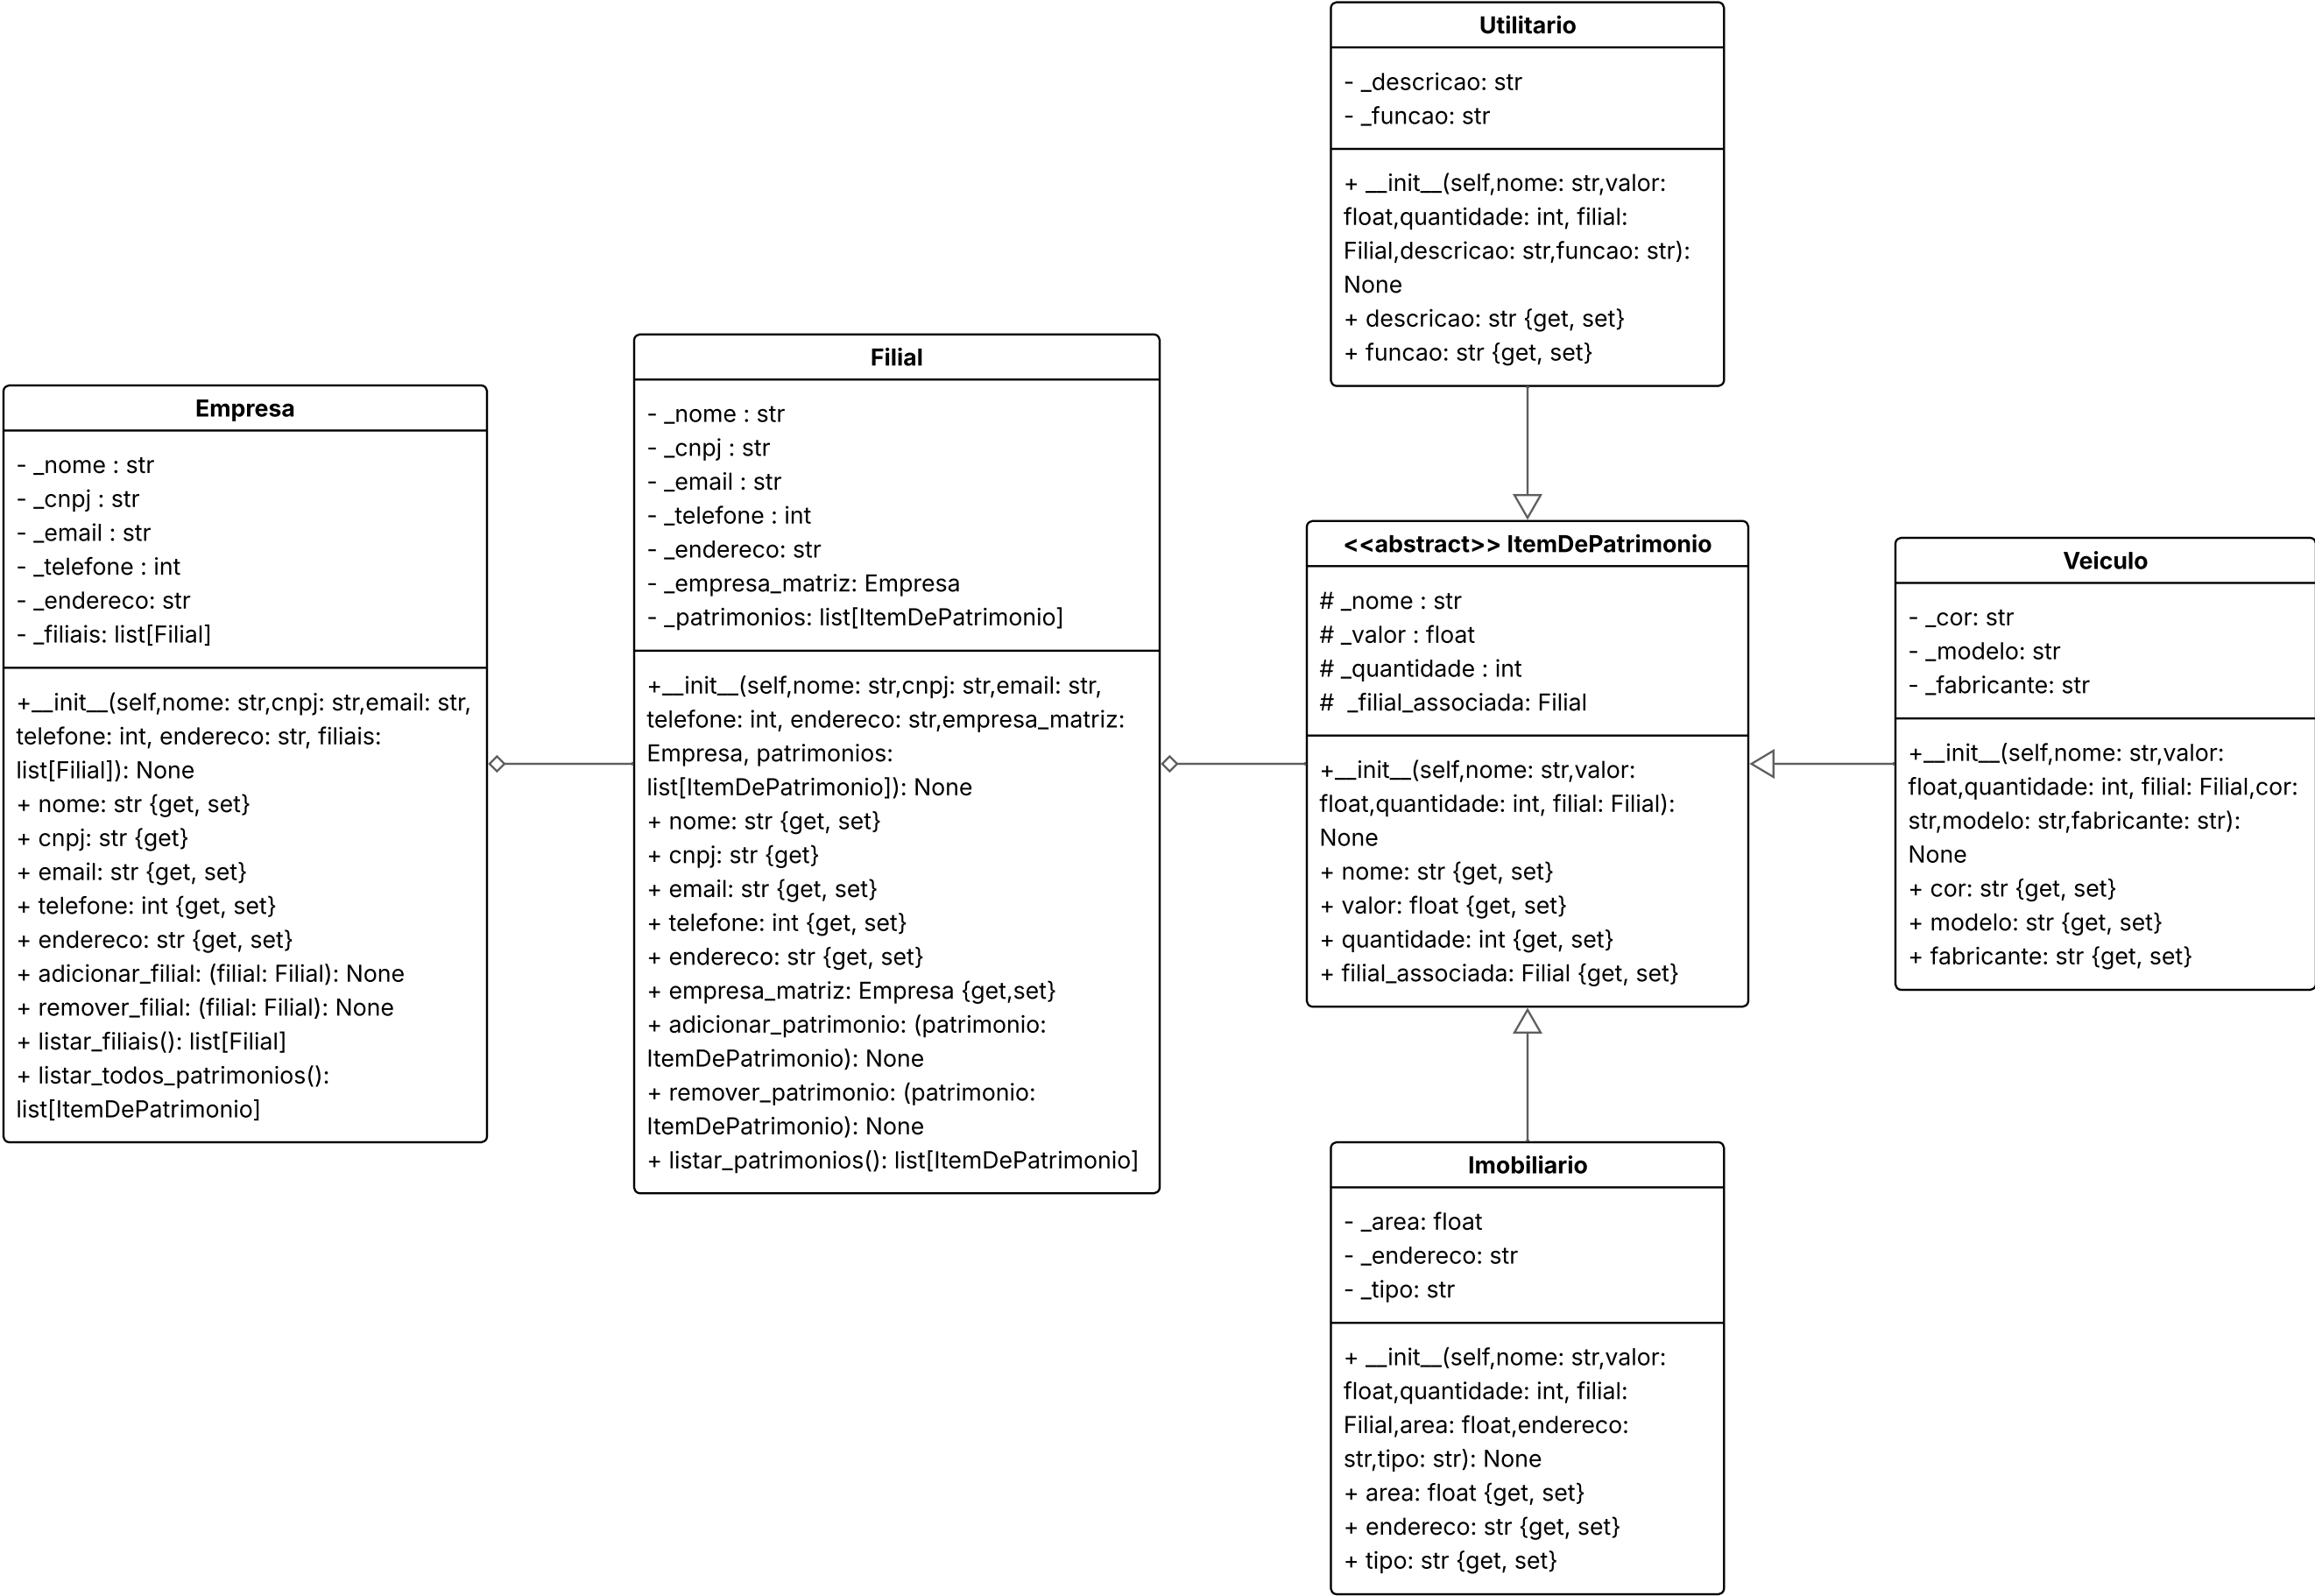 Utilitario
- _descricao: str
- _funcao: str
+ __init__(self,nome: str,valor:
float,quantidade: int, filial:
Filial,descricao: str,funcao: str):
None
+ descricao: str {get, set}
+ funcao: str {get, set}
Empresa
- _nome : str
- _cnpj : str
- _email : str
- _telefone : int
- _endereco: str
- _filiais: list[Filial]
+__init__(self,nome: str,cnpj: str,email: str,
telefone: int, endereco: str, filiais:
list[Filial]): None
+ nome: str {get, set}
+ cnpj: str {get}
+ email: str {get, set}
+ telefone: int {get, set}
+ endereco: str {get, set}
+ adicionar_filial: (filial: Filial): None
+ remover_filial: (filial: Filial): None
+ listar_filiais(): list[Filial]
+ listar_todos_patrimonios():
list[ItemDePatrimonio]
Filial
- _nome : str
- _cnpj : str
- _email : str
- _telefone : int
- _endereco: str
- _empresa_matriz: Empresa
- _patrimonios: list[ItemDePatrimonio]
+__init__(self,nome: str,cnpj: str,email: str,
telefone: int, endereco: str,empresa_matriz:
Empresa, patrimonios:
list[ItemDePatrimonio]): None
+ nome: str {get, set}
+ cnpj: str {get}
+ email: str {get, set}
+ telefone: int {get, set}
+ endereco: str {get, set}
+ empresa_matriz: Empresa {get,set}
+ adicionar_patrimonio: (patrimonio:
ItemDePatrimonio): None
+ remover_patrimonio: (patrimonio:
ItemDePatrimonio): None
+ listar_patrimonios(): list[ItemDePatrimonio]
<<abstract>> ItemDePatrimonio
# _nome : str
# _valor : float
# _quantidade : int
#  _filial_associada: Filial
+__init__(self,nome: str,valor:
float,quantidade: int, filial: Filial):
None
+ nome: str {get, set}
+ valor: float {get, set}
+ quantidade: int {get, set}
+ filial_associada: Filial {get, set}
Veiculo
- _cor: str
- _modelo: str
- _fabricante: str
+__init__(self,nome: str,valor:
float,quantidade: int, filial: Filial,cor:
str,modelo: str,fabricante: str):
None
+ cor: str {get, set}
+ modelo: str {get, set}
+ fabricante: str {get, set}
Imobiliario
- _area: float
- _endereco: str
- _tipo: str
+ __init__(self,nome: str,valor:
float,quantidade: int, filial:
Filial,area: float,endereco:
str,tipo: str): None
+ area: float {get, set}
+ endereco: str {get, set}
+ tipo: str {get, set}